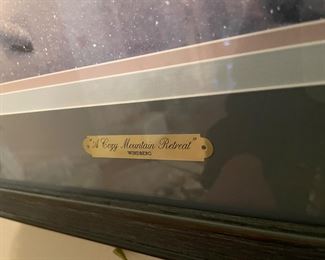 "A Cozy Mountain Retreat"
WINDBERG